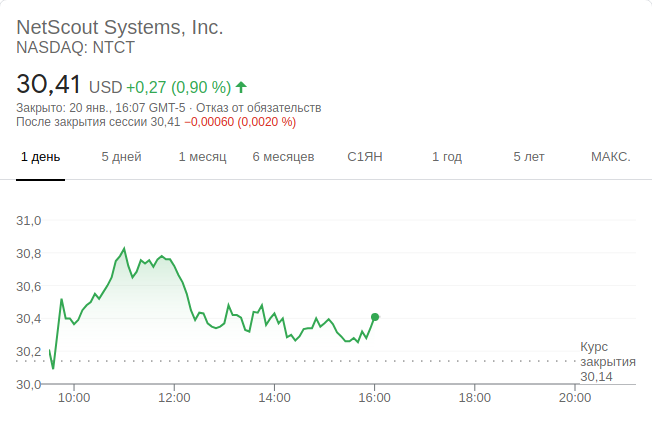 NetScout Systems, Inc.
NASDAQ: NTCT
30,41 USD +0,27 (0,90 %)
Закрыто: 20 янв., 16:07 GMT-5 · Отказ от обязательств
После закрытия сессии 30,41 −0,00060 (0,0020 %)
1 день 5 дней 1 месяц 6 месяцев С1ЯН 1 год 5 лет МАКС.
31,0
30,8
30,6
30,4
30,2
30,0
Курс
закрытия
30,14
10:00 12:00 14:00 16:00 18:00 20:00